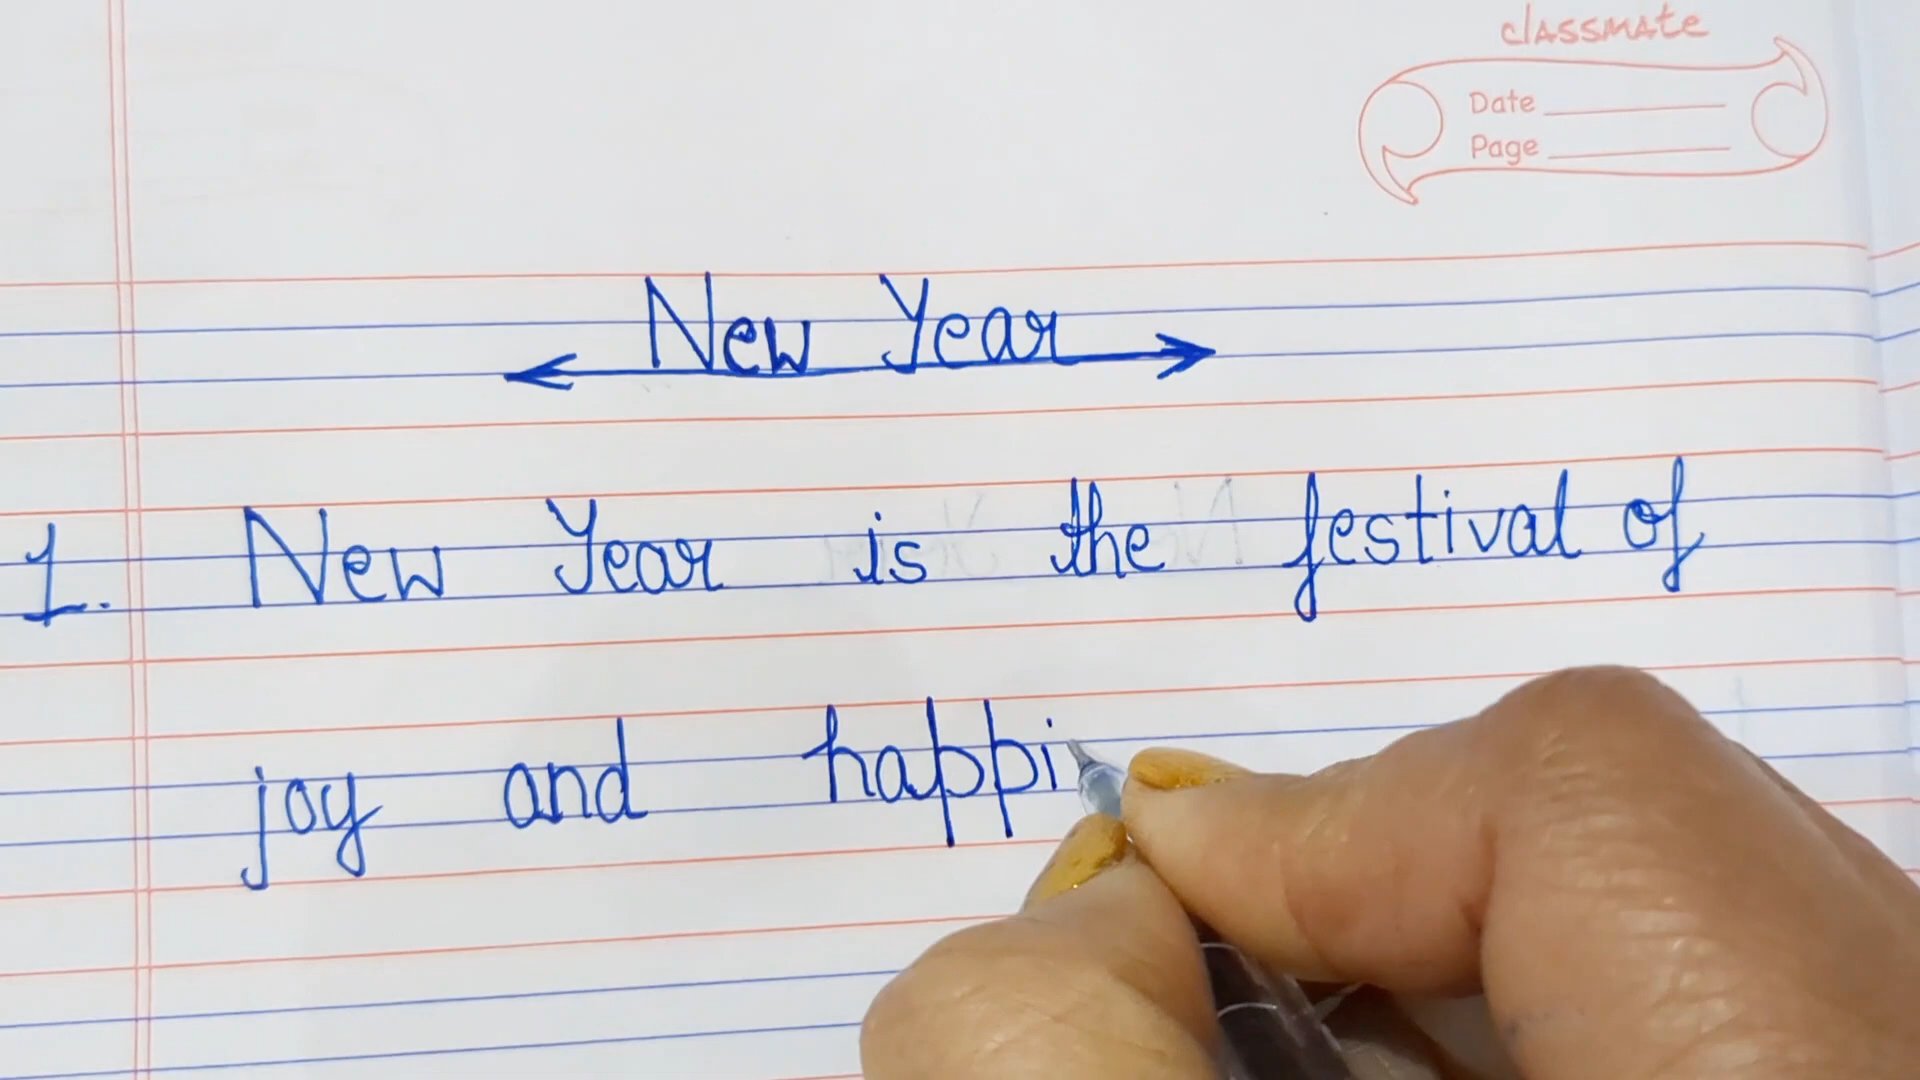 classmate
Date
Page
New Year
1. New Year is the festival of
joy and happi